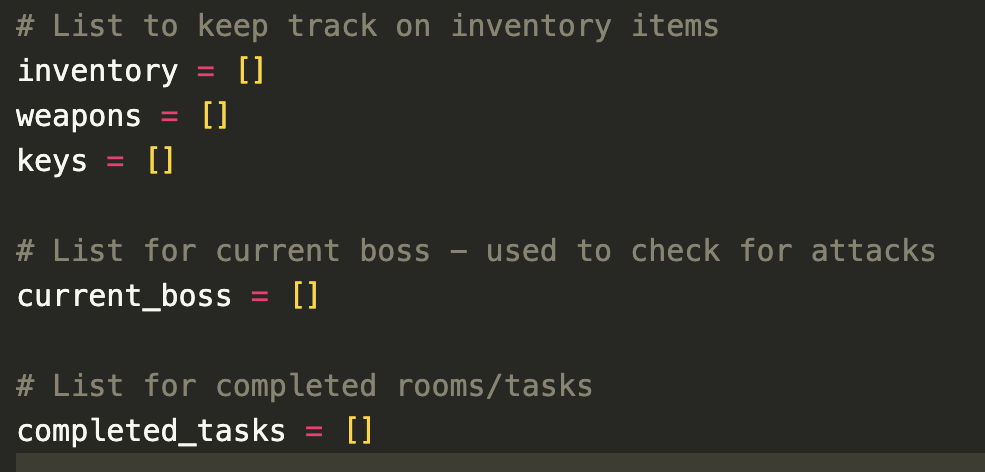 # List to keep track on inventory items
inventory = []
weapons = []
keys = []
# List for current boss – used to check for attacks
current_boss = []
# List for completed rooms/tasks
completed_tasks = []